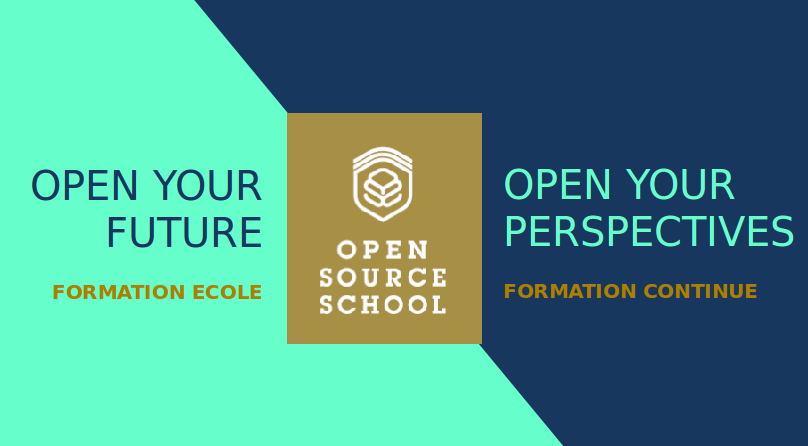 OPEN YOUR
FUTURE
FORMATION ECOLE
OPEN
SOURCE
SCHOOL
OPEN YOUR
PERSPECTIVES
FORMATION CONTINUE